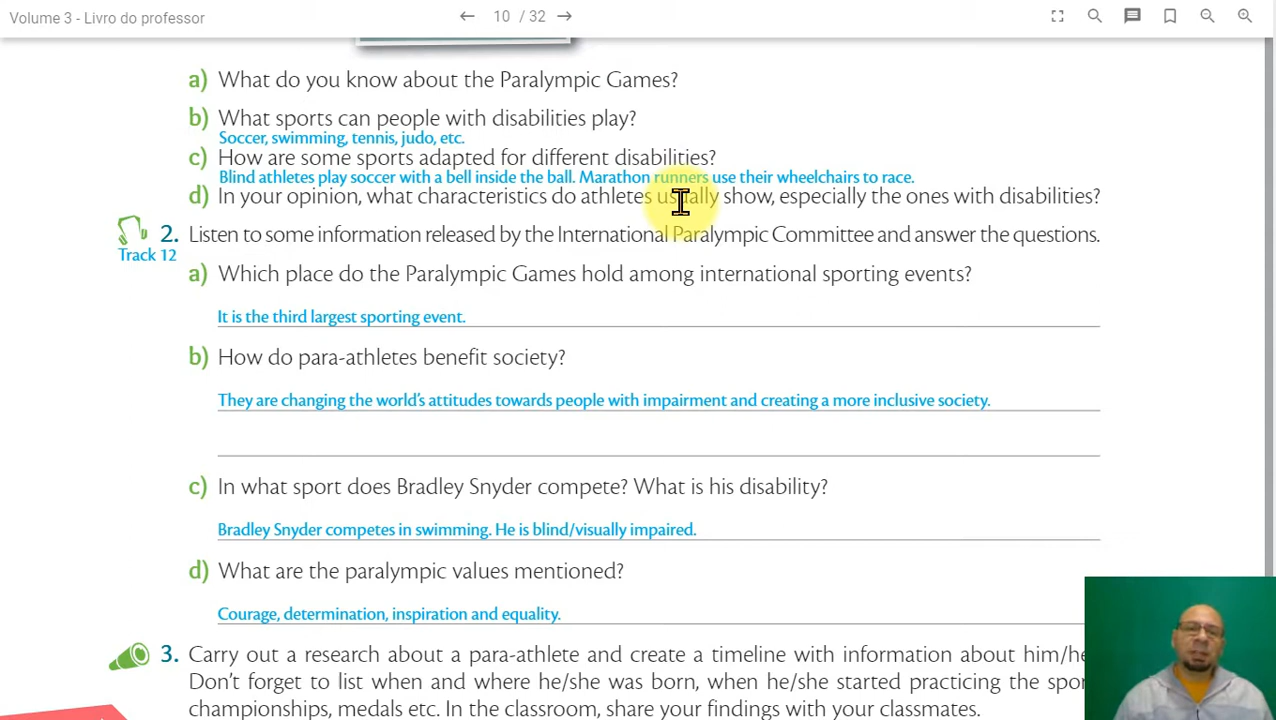 Volume 3 - Livro do professor
10 / 32
a) What do you know about the Paralympic Games?
b) What sports can people with disabilities play?
Soccer, swimming, tennis, judo, etc.
c) How are some sports adapted for different disabilities?
Blind athletes play soccer with a bell inside the ball. Marathon runners use their wheelchairs to race.
d) In your opinion, what characteristics do athletes usually show, especially the ones with disabilities?
2. Listen to some information released by the International Paralympic Committee and answer the questions.
Track 12
a) Which place do the Paralympic Games hold among international sporting events?
It is the third largest sporting event.
b) How do para-athletes benefit society?
They are changing the world's attitudes towards people with impairment and creating a more inclusive society.
c) In what sport does Bradley Snyder compete? What is his disability?
Bradley Snyder competes in swimming. He is blind/visually impaired.
d) What are the paralympic values mentioned?
Courage, determination, inspiration and equality.
3. Carry out a research about a para-athlete and create a timeline with information about him/he
Don't forget to list when and where he/she was born, when he/she started practicing the spor
championships, medals etc. In the classroom, share your findings with your classmates.